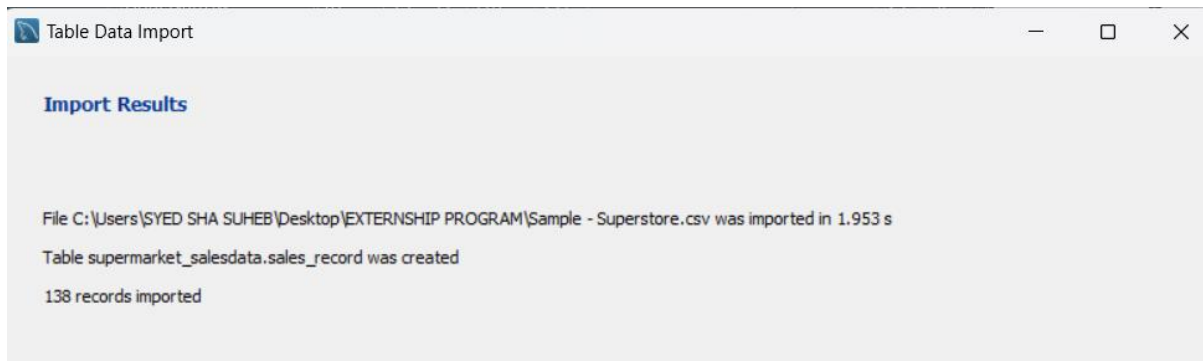 Table Data Import
Import Results
File C:\Users\SYED SHA SUHEB\Desktop\EXTERNSHIP PROGRAM\Sample - Superstore.csv was imported in 1.953 s
Table supermarket_salesdata.sales_record was created
138 records imported